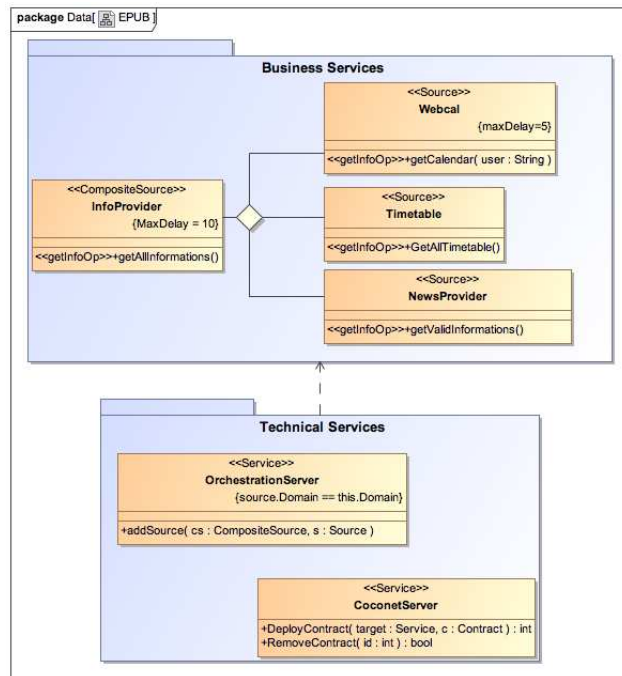 package Data[ EPUB ]
Business Services
<<Source>>
Webcal
{maxDelay=5}
<<getInfoOp>>+getCalendar( user : String )
<<CompositeSource>>
InfoProvider
{MaxDelay = 10}
<<getInfoOp>>+getAllInformations()
<<Source>>
Timetable
<<getInfoOp>>+GetAllTimetable()
<<Source>>
NewsProvider
<<getInfoOp>>+getValidInformations()
Technical Services
<<Service>>
OrchestrationServer
{source.Domain == this.Domain}
+addSource( cs : CompositeSource, s : Source )
<<Service>>
CoconetServer
+DeployContract( target : Service, c : Contract ) : int
+RemoveContract( id : int ) : bool